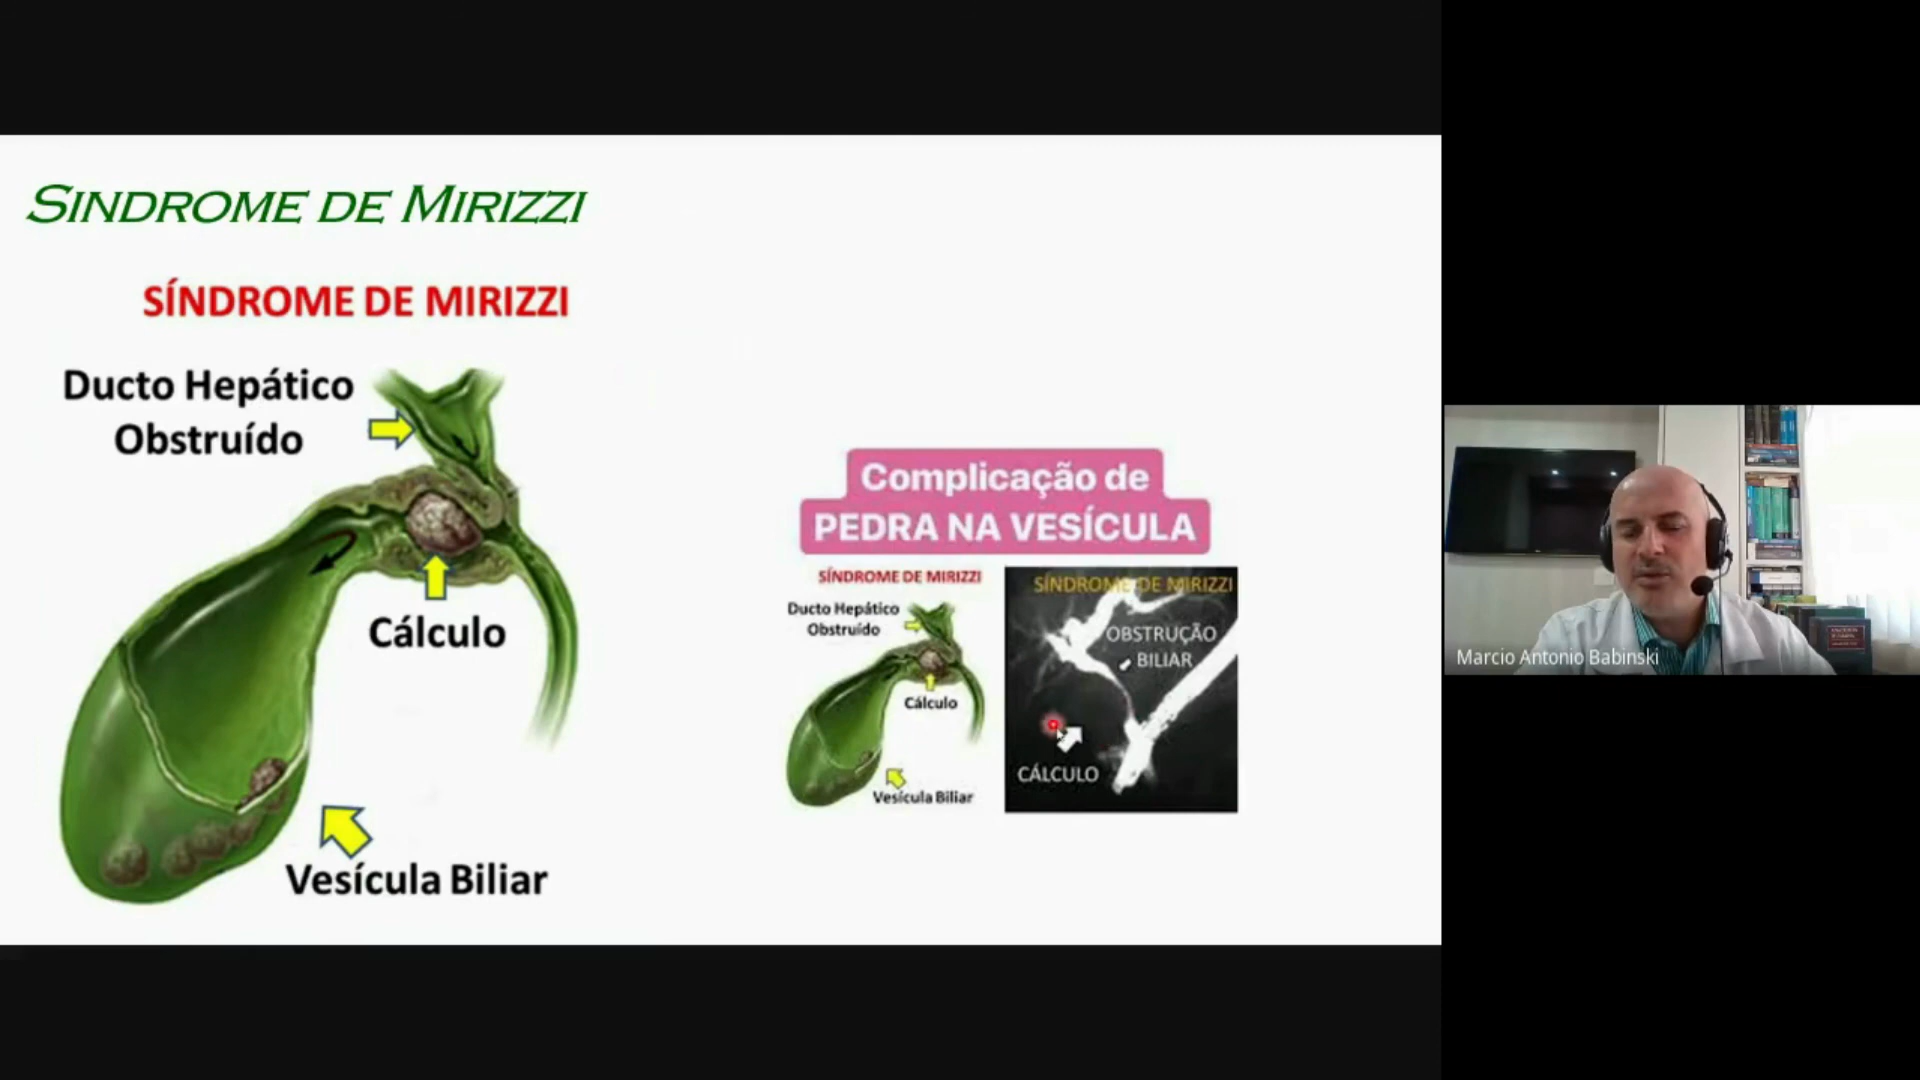 SINDROME DE MIRIZZI
SÍNDROME DE MIRIZZI
Ducto Hepático
Obstruído
Cálculo
Vesícula Biliar
Complicação de
PEDRA NA VESÍCULA
SÍNDROME DE MIRIZZI
Ducto Hepático
Obstruído
Cálculo
Vesícula Biliar
SÍNDROME DE MIRIZZI
OBSTRUÇÃO
BILIAR
CÁLCULO
Marcio Antonio Babinski